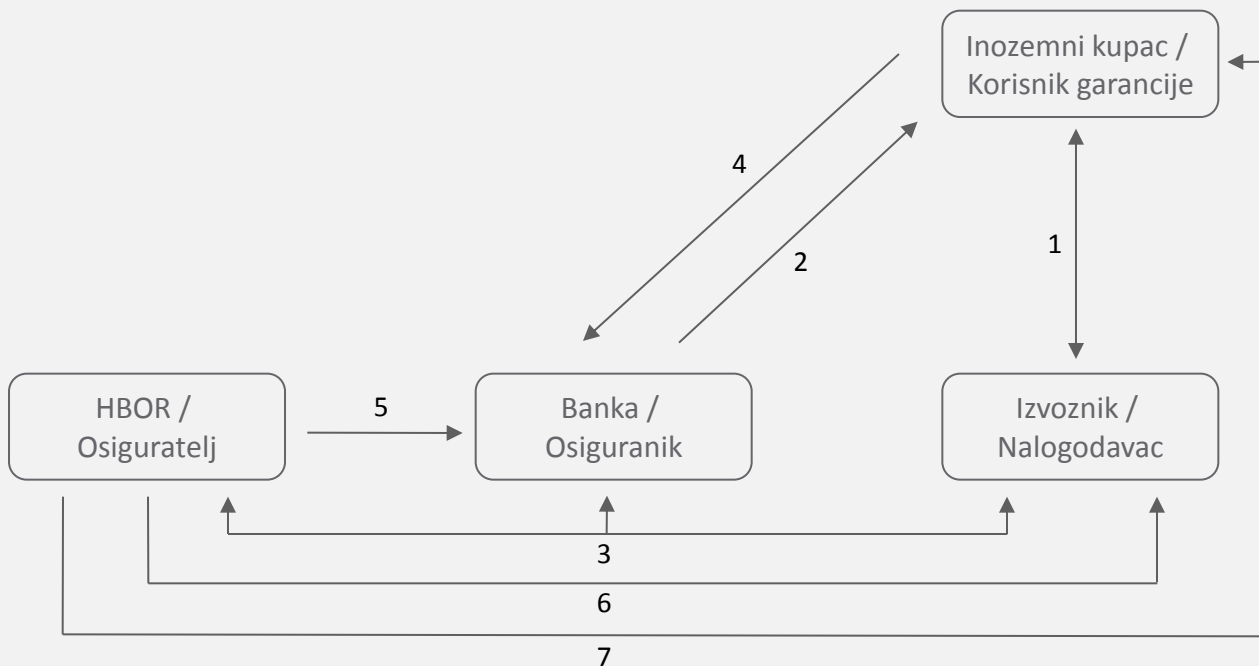 Inozemni kupac /
Korisnik garancije
4
1
2
HBOR /
Osiguratelj
5
Banka /
Osiguranik
Izvoznik /
Nalogodavac
3
6
7